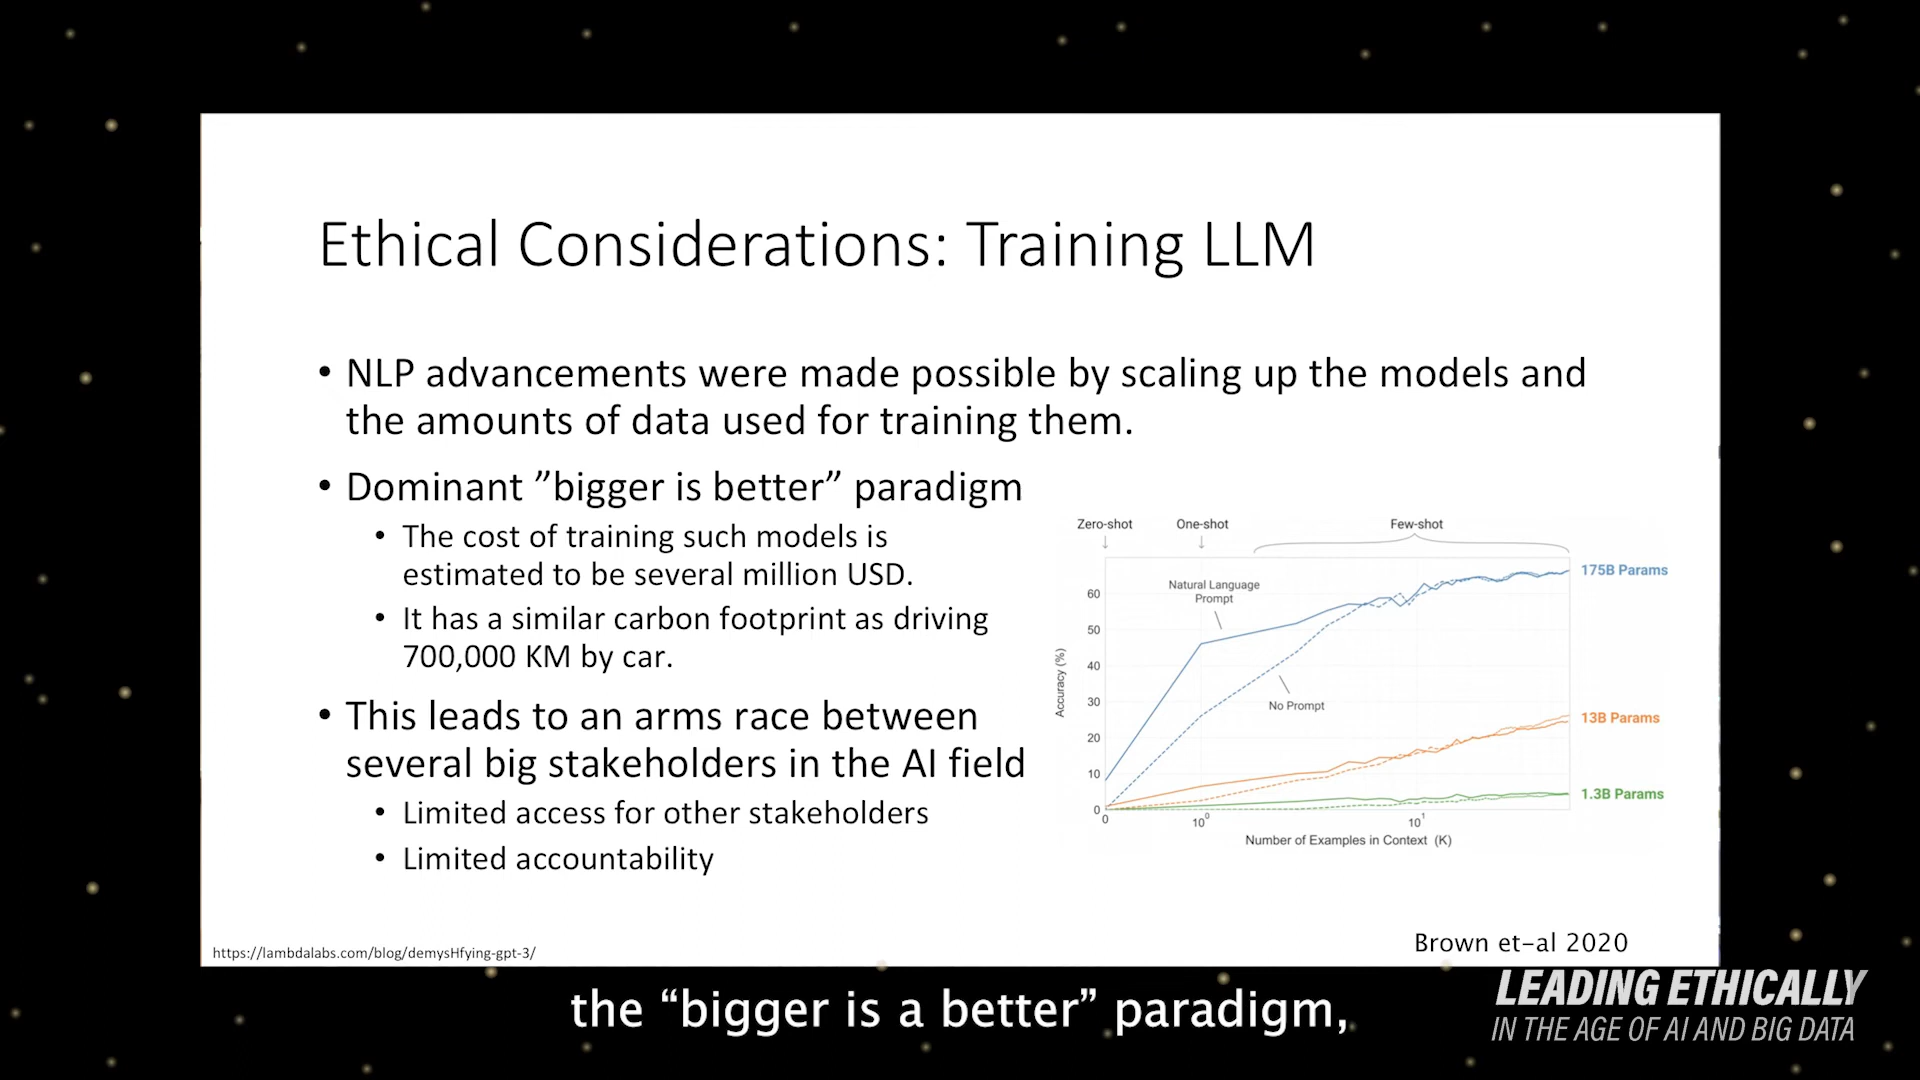 Ethical Considerations: Training LLM
• NLP advancements were made possible by scaling up the models and
the amounts of data used for training them.
• Dominant ”bigger is better” paradigm
• The cost of training such models is
estimated to be several million USD.
• It has a similar carbon footprint as driving
700,000 KM by car.
• This leads to an arms race between
several big stakeholders in the AI field
• Limited access for other stakeholders
• Limited accountability
Zero-shot One-shot Few-shot
175B Params
Natural Language
Prompt
No Prompt
13B Params
1.3B Params
Accuracy (%)
60
50
40
30
20
10
0
0 10⁰ 10¹
Number of Examples in Context (K)
https://lambdalabs.com/blog/demysHfying-gpt-3/
Brown et-al 2020
the “bigger is a better” paradigm,
LEADING ETHICALLY
IN THE AGE OF AI AND BIG DATA